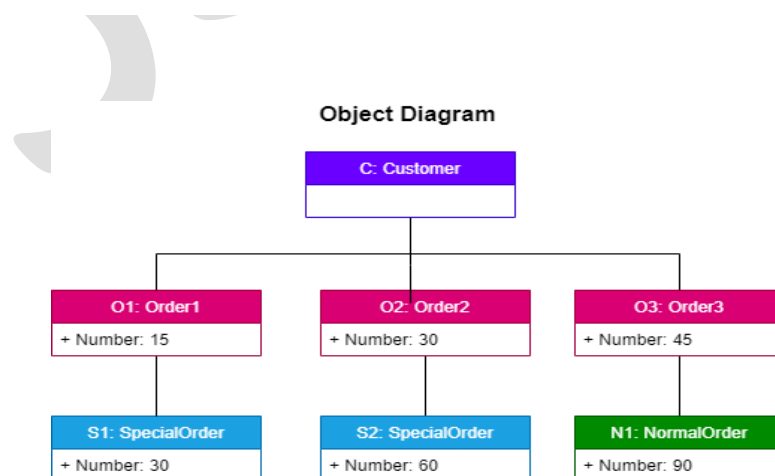 Object Diagram
C: Customer
O1: Order1
O2: Order2
O3: Order3
+ Number: 15
+ Number: 30
+ Number: 45
S1: SpecialOrder
S2: SpecialOrder
N1: NormalOrder
+ Number: 30
+ Number: 60
+ Number: 90